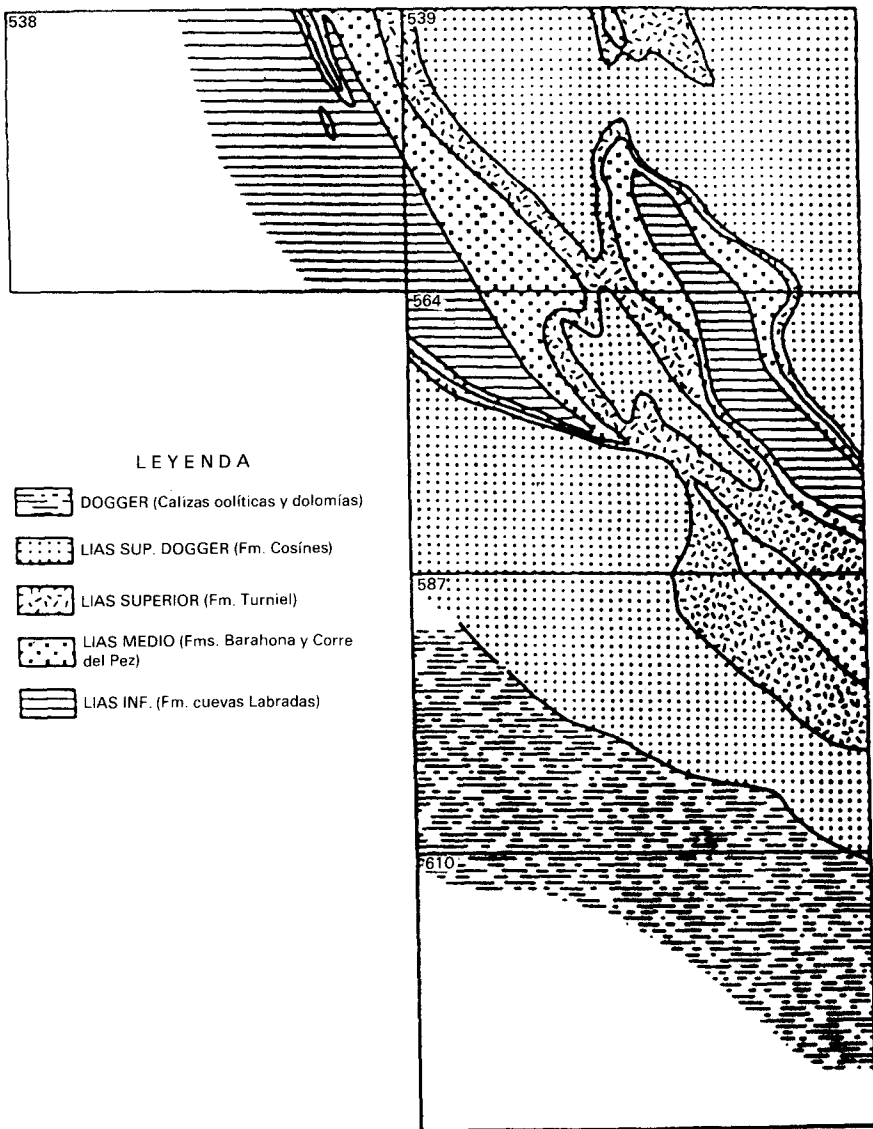 538
539
564
LEYENDA
DOGGER (Calizas oolíticas y dolomías)
LIAS SUP. DOGGER (Fm. Cosínes)
587
LIAS SUPERIOR (Fm. Turniel)
LIAS MEDIO (Fms. Barahona y Corre
del Pez)
LIAS INF. (Fm. cuevas Labradas)
610